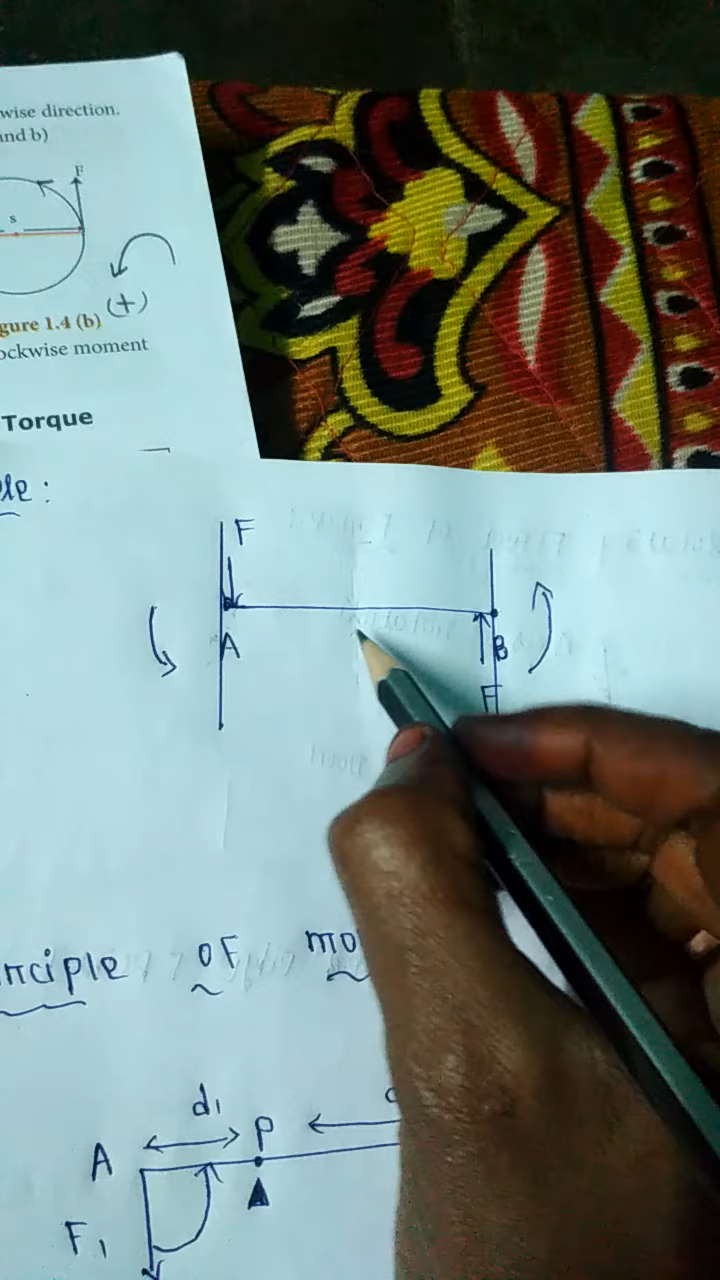 wise direction.
and b)
F
s
(+)
gure 1.4 (b)
ockwise moment
Torque
le:
F
A
B
F
nciple of mo
d1
P
A
F1